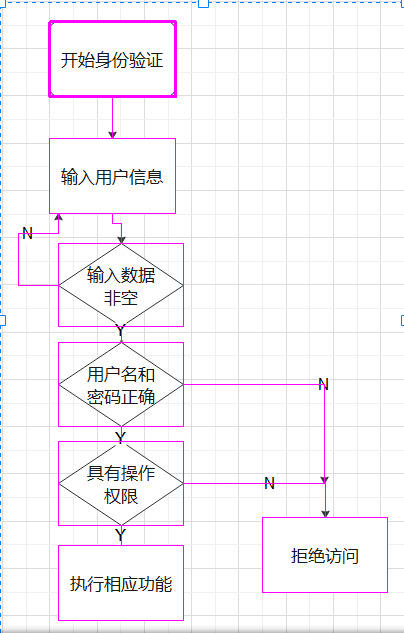 开始身份验证
输入用户信息
N
输入数据
非空
Y
用户名和
密码正确
N
Y
具有操作
权限
N
Y
执行相应功能
拒绝访问